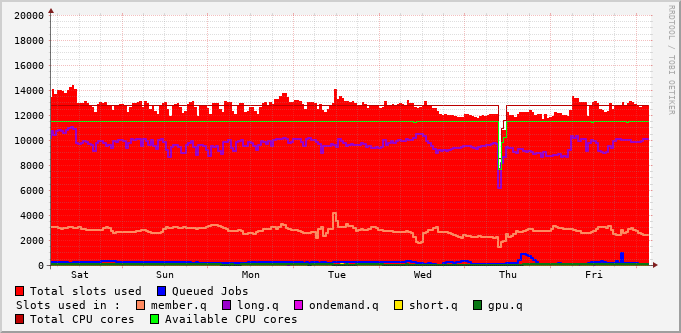 RRDTOOL / TOBI OETIKER
20000
18000
16000
14000
12000
10000
8000
6000
4000
2000
0
Sat Sun Mon Tue Wed Thu Fri
Total slots used Queued Jobs
Slots used in : member.q long.q ondemand.q short.q gpu.q
Total CPU cores Available CPU cores